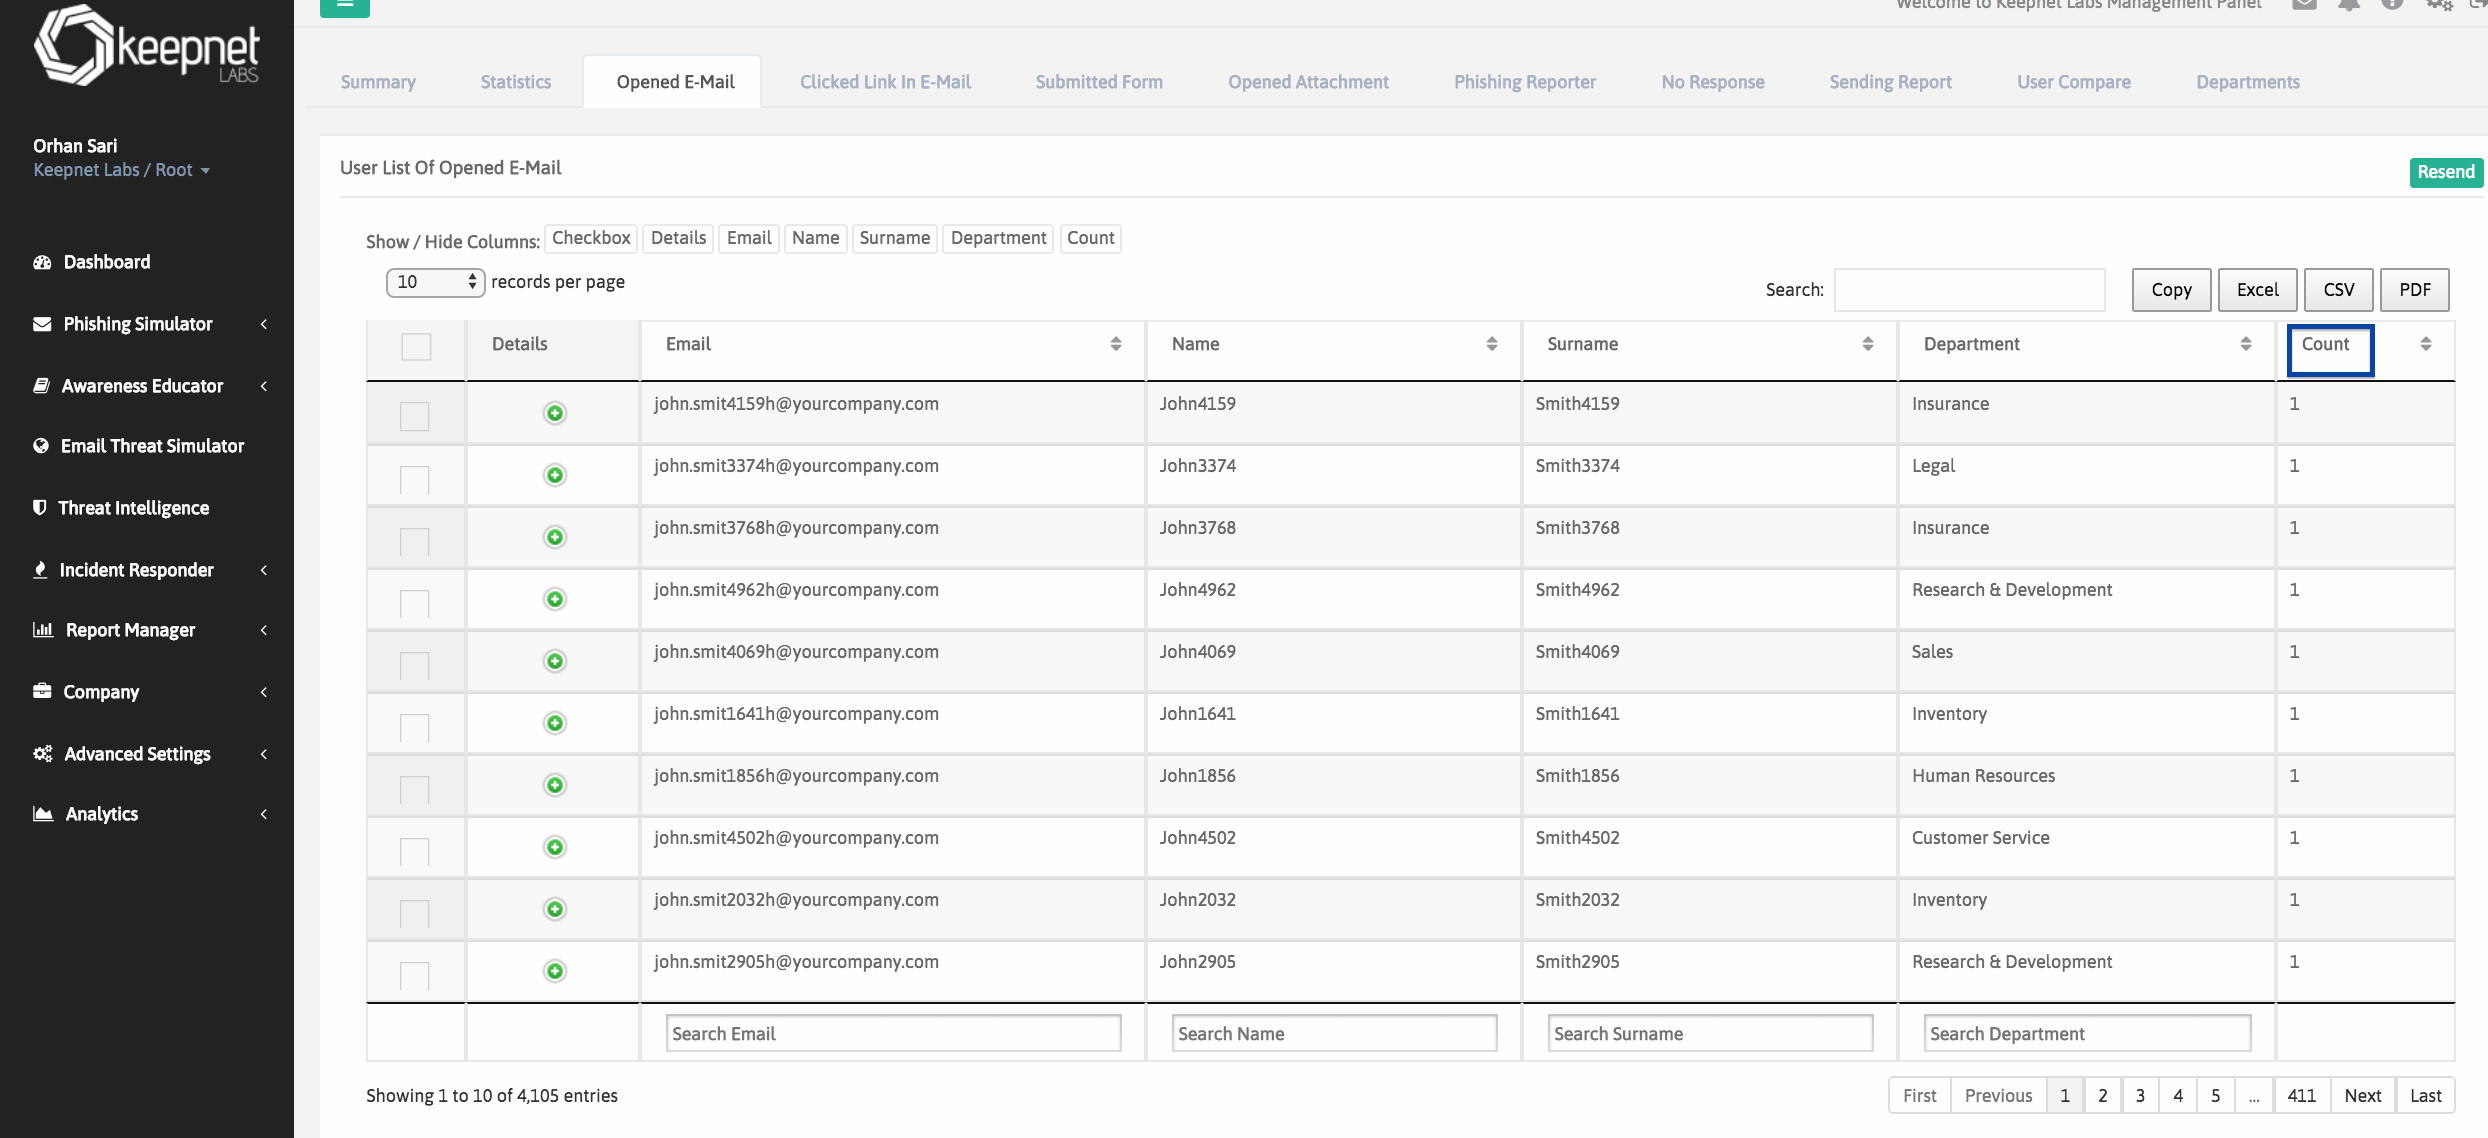 keepnet
LABS
Welcome to Keepnet Labs Management Panel
Orhan Sari
Keepnet Labs / Root
Dashboard
Phishing Simulator
Awareness Educator
Email Threat Simulator
Threat Intelligence
Incident Responder
Report Manager
Company
Advanced Settings
Analytics
Summary Statistics Opened E-Mail Clicked Link In E-Mail Submitted Form Opened Attachment Phishing Reporter No Response Sending Report User Compare Departments
User List Of Opened E-Mail Resend
Show / Hide Columns: Checkbox Details Email Name Surname Department Count
10 records per page Search: Copy Excel CSV PDF
Details Email Name Surname Department Count
john.smit4159h@yourcompany.com John4159 Smith4159 Insurance 1
john.smit3374h@yourcompany.com John3374 Smith3374 Legal 1
john.smit3768h@yourcompany.com John3768 Smith3768 Insurance 1
john.smit4962h@yourcompany.com John4962 Smith4962 Research & Development 1
john.smit4069h@yourcompany.com John4069 Smith4069 Sales 1
john.smit1641h@yourcompany.com John1641 Smith1641 Inventory 1
john.smit1856h@yourcompany.com John1856 Smith1856 Human Resources 1
john.smit4502h@yourcompany.com John4502 Smith4502 Customer Service 1
john.smit2032h@yourcompany.com John2032 Smith2032 Inventory 1
john.smit2905h@yourcompany.com John2905 Smith2905 Research & Development 1
Search Email Search Name Search Surname Search Department
Showing 1 to 10 of 4,105 entries First Previous 1 2 3 4 5 ... 411 Next Last